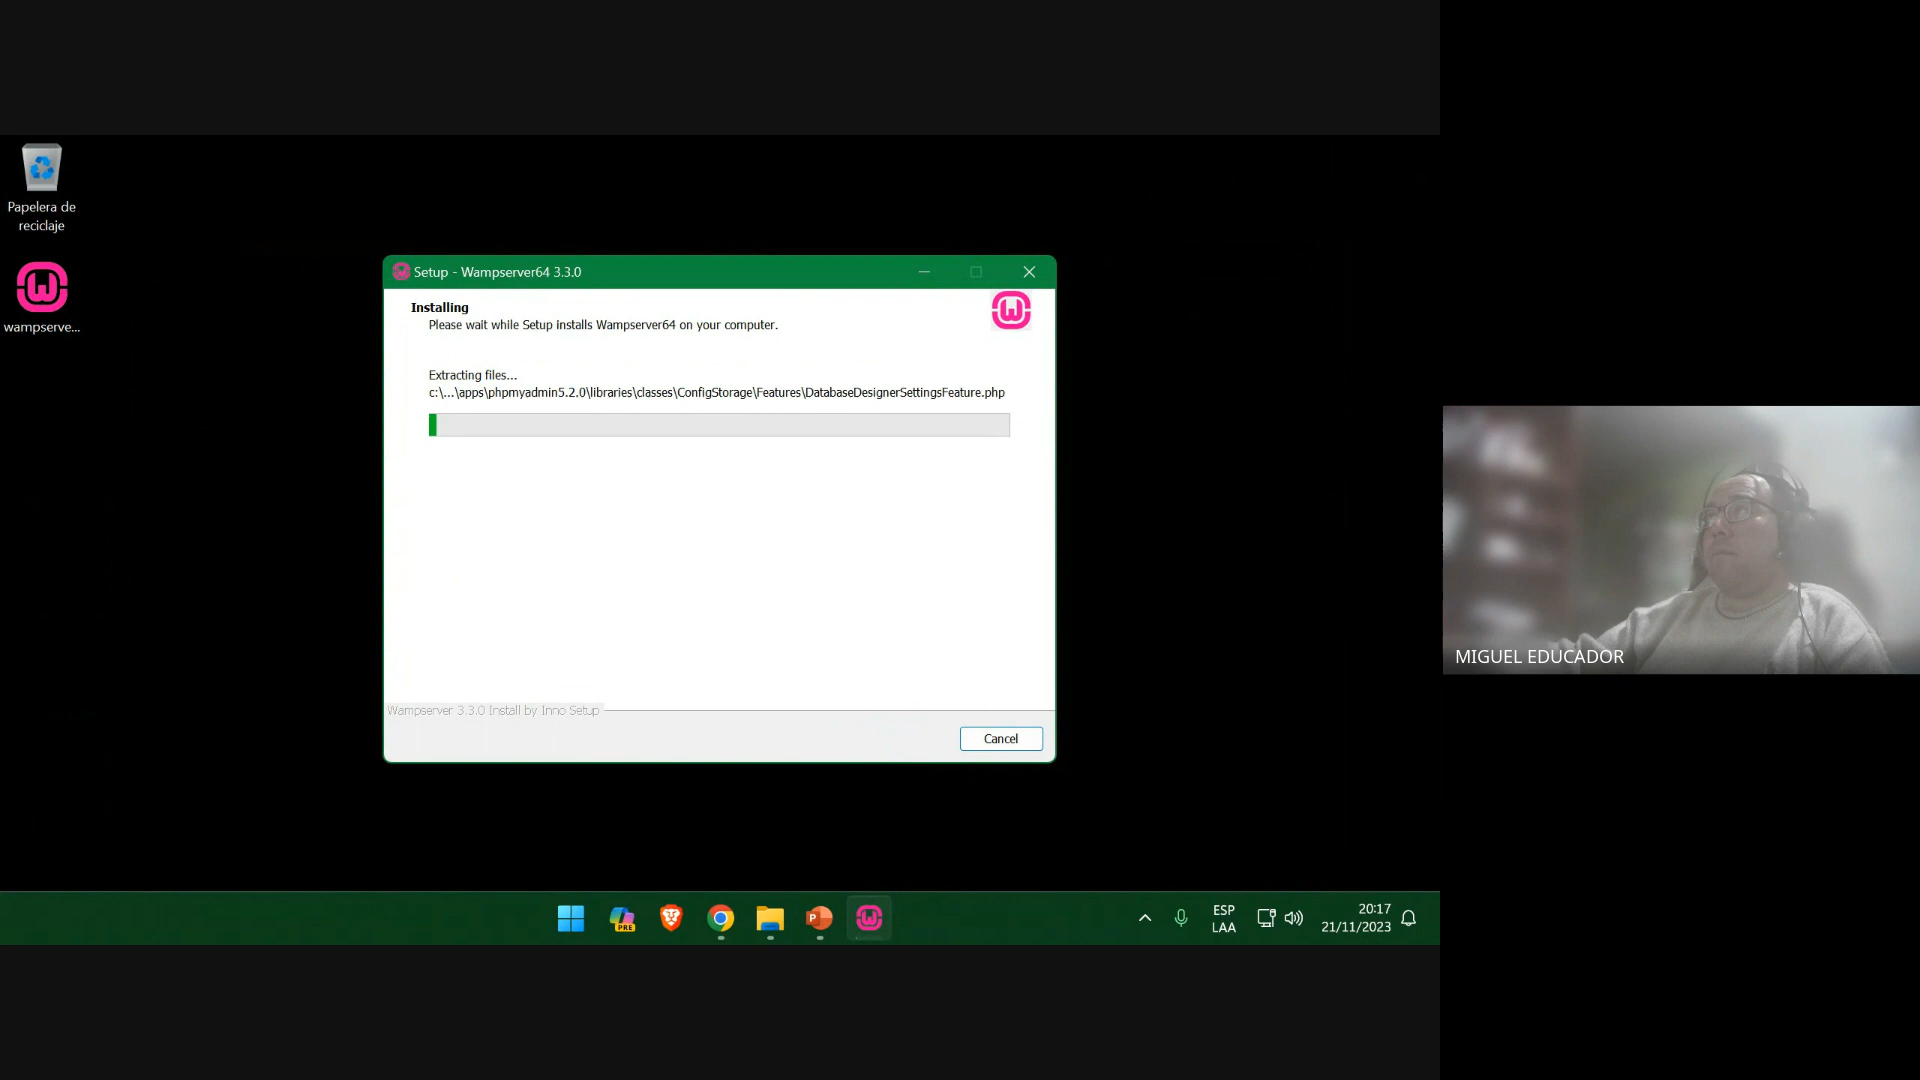 Papelera de
reciclaje
wampserve...
Setup - Wampserver64 3.3.0
Installing
Please wait while Setup installs Wampserver64 on your computer.
Extracting files...
c:\...\apps\phpmyadmin5.2.0\libraries\classes\ConfigStorage\Features\DatabaseDesignerSettingsFeature.php
Wampserver 3.3.0 Install by Inno Setup
Cancel
MIGUEL EDUCADOR
PRE
P
ESP
LAA
20:17
21/11/2023